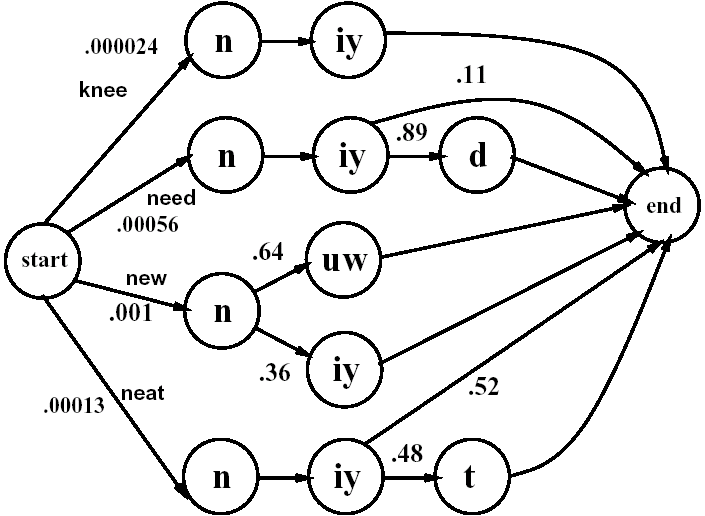 .000024
n
iy
knee
.11
n
iy
.89
d
need
.00056
end
start
new
.64
uw
.001
n
.36
iy
.52
neat
.00013
n
iy
.48
t